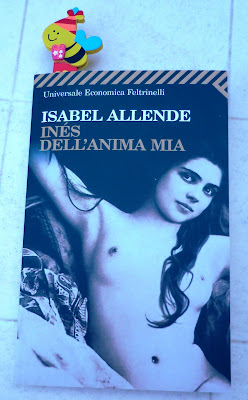 Universale Economica Feltrinelli
ISABEL ALLENDE
INÉS
DELL'ANIMA MIA